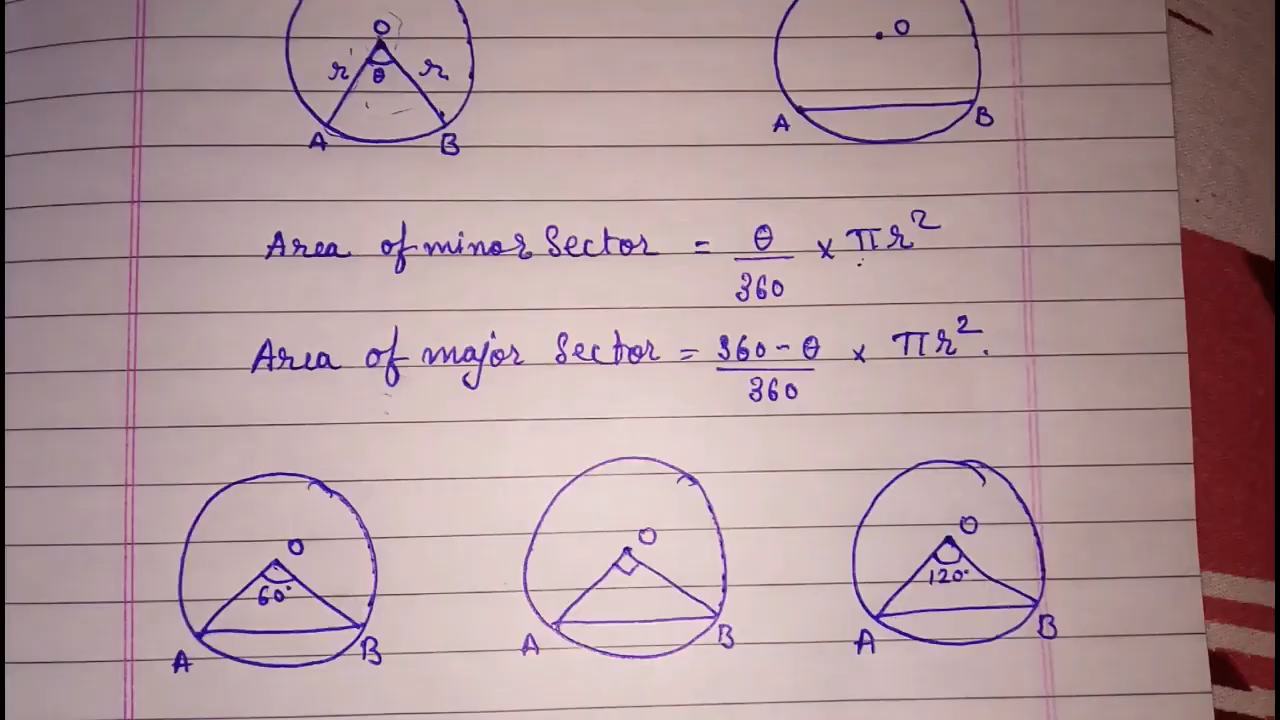 O
O
r θ r
A B
A B
Area of minor Sector = θ/360 × πr²
Area of major Sector = 360-θ/360 × πr².
O
O
O
60°
120°
A B
A B
A B